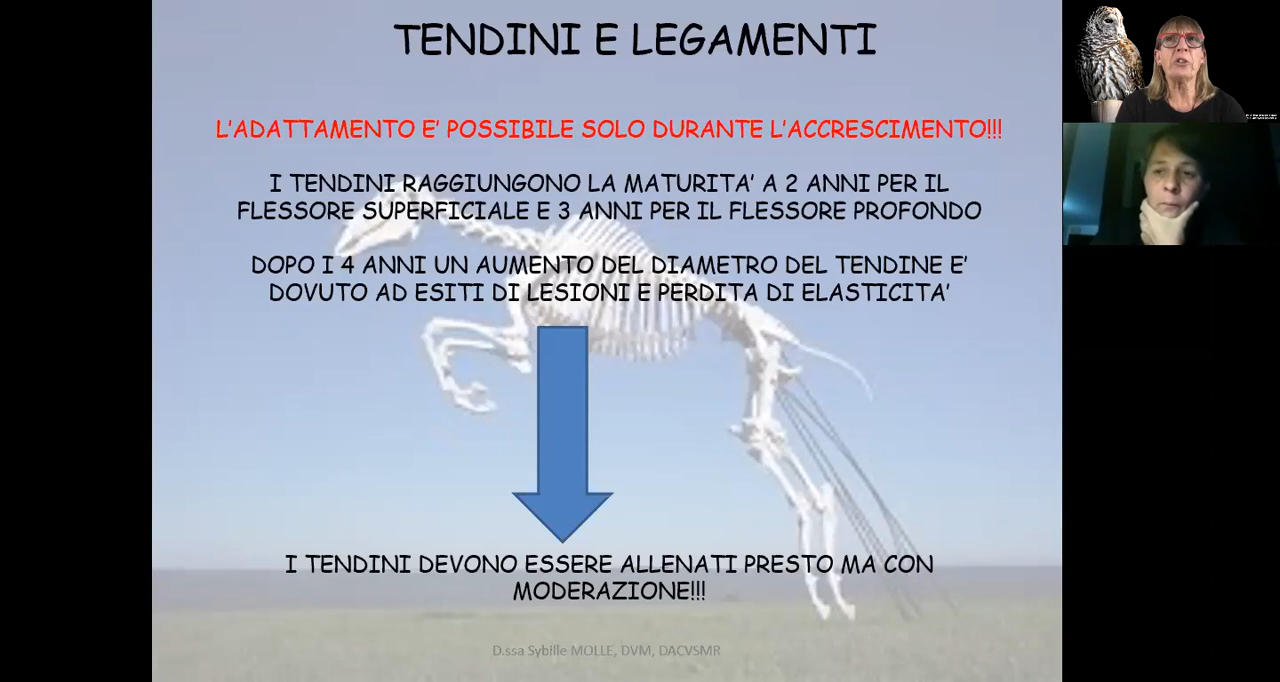 TENDINI E LEGAMENTI
L'ADATTAMENTO E' POSSIBILE SOLO DURANTE L'ACCRESCIMENTO!!!
I TENDINI RAGGIUNGONO LA MATURITA' A 2 ANNI PER IL
FLESSORE SUPERFICIALE E 3 ANNI PER IL FLESSORE PROFONDO
DOPO I 4 ANNI UN AUMENTO DEL DIAMETRO DEL TENDINE E'
DOVUTO AD ESITI DI LESIONI E PERDITA DI ELASTICITA'
I TENDINI DEVONO ESSERE ALLENATI PRESTO MA CON
MODERAZIONE!!!
D.ssa Sybille MOLLE, DVM, DACVSMR